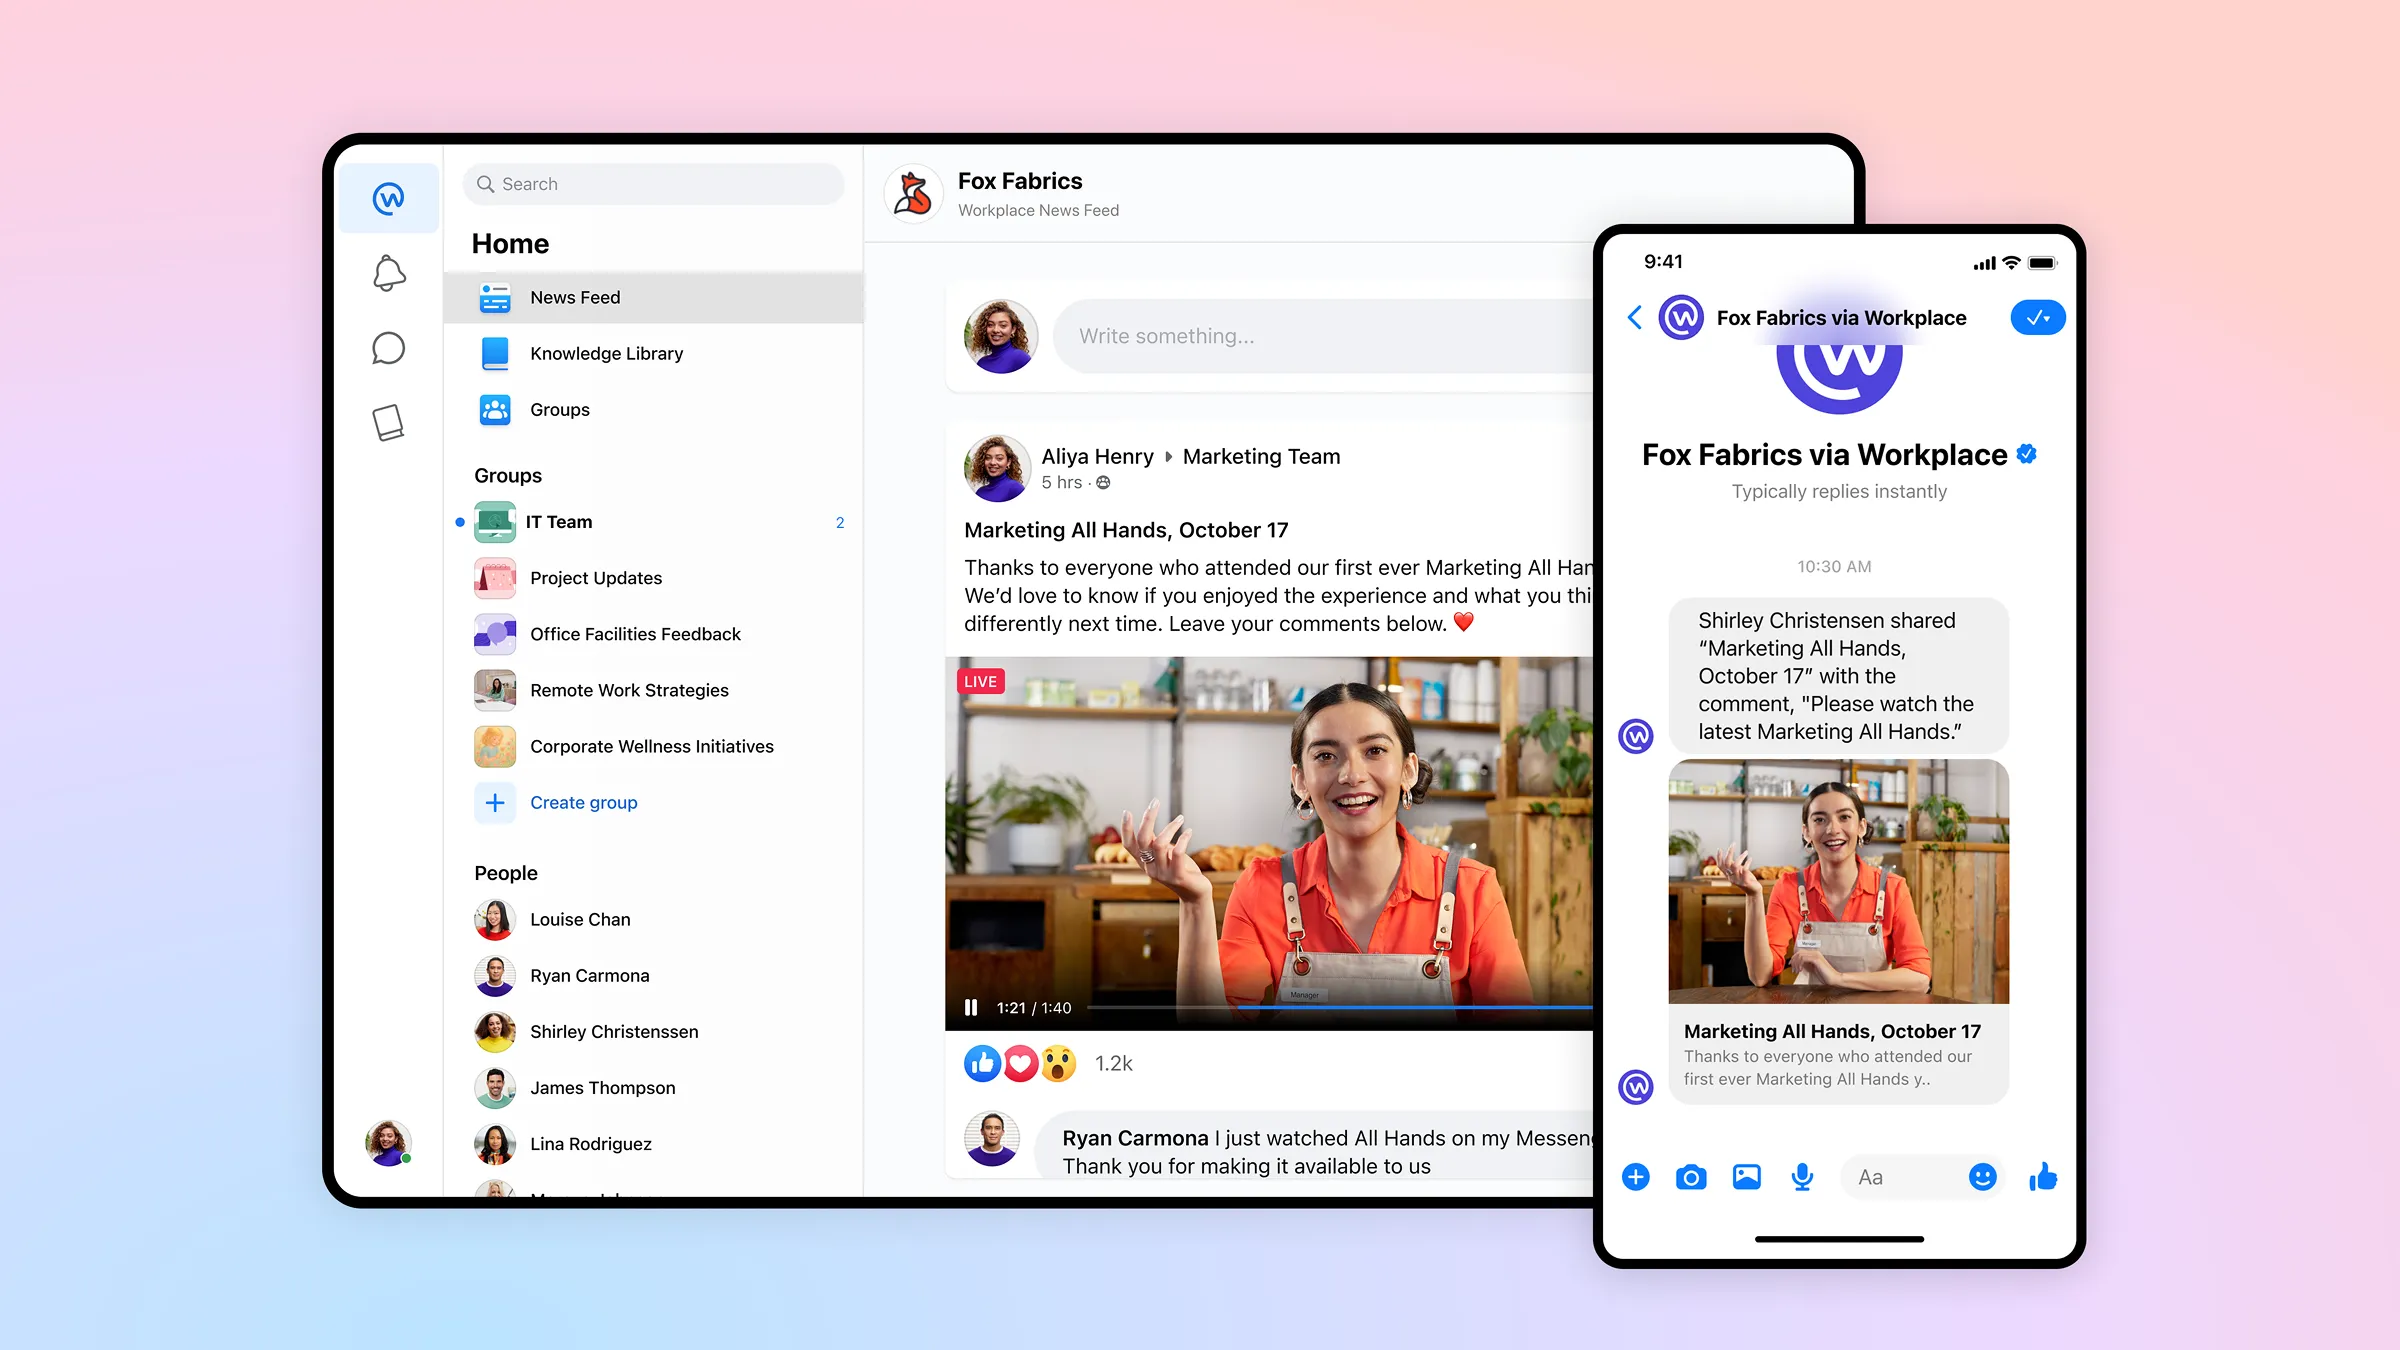 Search
Home
News Feed
Knowledge Library
Groups
Groups
IT Team
2
Project Updates
Office Facilities Feedback
Remote Work Strategies
Corporate Wellness Initiatives
Create group
People
Louise Chan
Ryan Carmona
Shirley Christenssen
James Thompson
Lina Rodriguez
Fox Fabrics
Workplace News Feed
Write something...
Aliya Henry Marketing Team
5 hrs ·
Marketing All Hands, October 17
Thanks to everyone who attended our first ever Marketing All Han
We’d love to know if you enjoyed the experience and what you thi
differently next time. Leave your comments below. ❤️
LIVE
Manager
1:21 / 1:40
1.2k
Ryan Carmona I just watched All Hands on my Messen
Thank you for making it available to us
9:41
Fox Fabrics via Workplace
Fox Fabrics via Workplace
Typically replies instantly
10:30 AM
Shirley Christensen shared
“Marketing All Hands,
October 17” with the
comment, "Please watch the
latest Marketing All Hands.”
Manager
Marketing All Hands, October 17
Thanks to everyone who attended our
first ever Marketing All Hands y..
Aa